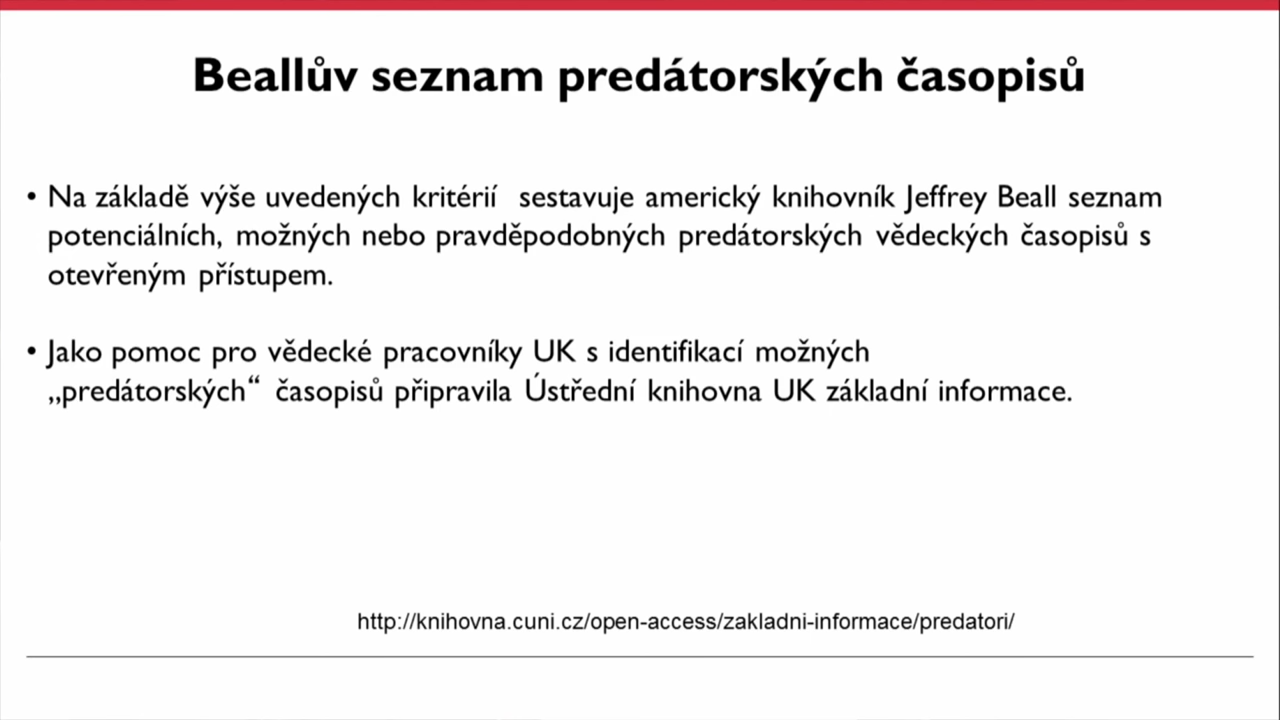 Beallův seznam predátorských časopisů
• Na základě výše uvedených kritérií sestavuje americký knihovník Jeffrey Beall seznam
potenciálních, možných nebo pravděpodobných predátorských vědeckých časopisů s
otevřeným přístupem.
• Jako pomoc pro vědecké pracovníky UK s identifikací možných
„predátorských“ časopisů připravila Ústřední knihovna UK základní informace.
http://knihovna.cuni.cz/open-access/zakladni-informace/predatori/